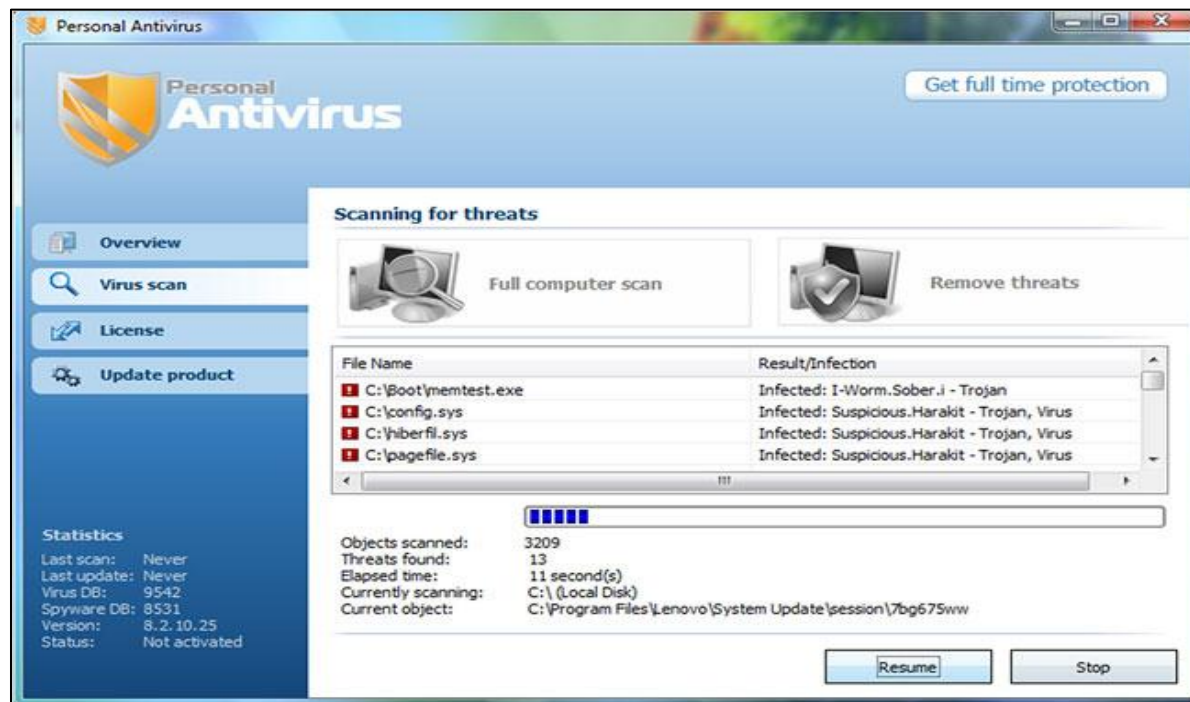 Personal Antivirus
Personal
Antivirus
Get full time protection
Overview
Virus scan
License
Update product
Statistics
Last scan: Never
Last update: Never
Virus DB: 9542
Spyware DB: 8531
Version: 8.2.10.25
Status: Not activated
Scanning for threats
Full computer scan
Remove threats
File Name Result/Infection
C:\Boot\memtest.exe Infected: I-Worm.Sober.i - Trojan
C:\config.sys Infected: Suspicious.Harakit - Trojan, Virus
C:\hiberfil.sys Infected: Suspicious.Harakit - Trojan, Virus
C:\pagefile.sys Infected: Suspicious.Harakit - Trojan, Virus
Objects scanned: 3209
Threats found: 13
Elapsed time: 11 second(s)
Currently scanning: C:\ (Local Disk)
Current object: C:\Program Files\Lenovo\System Update\session\7bg675ww
Resume Stop